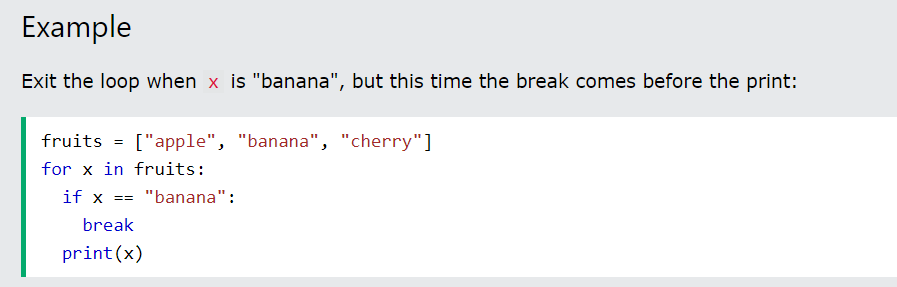 Example
Exit the loop when x is "banana", but this time the break comes before the print:
fruits = ["apple", "banana", "cherry"]
for x in fruits:
  if x == "banana":
    break
  print(x)